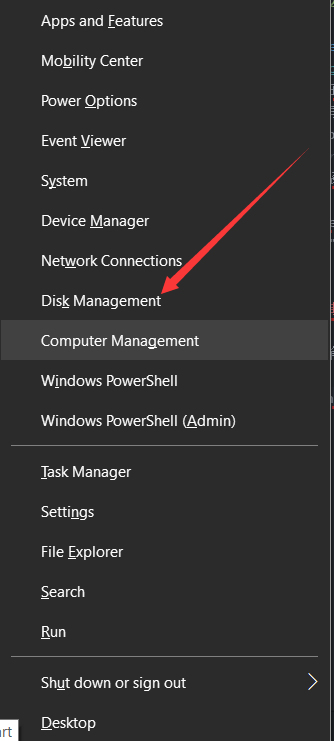 Apps and Features
Mobility Center
Power Options
Event Viewer
System
Device Manager
Network Connections
Disk Management
Computer Management
Windows PowerShell
Windows PowerShell (Admin)
Task Manager
Settings
File Explorer
Search
Run
Shut down or sign out
Desktop